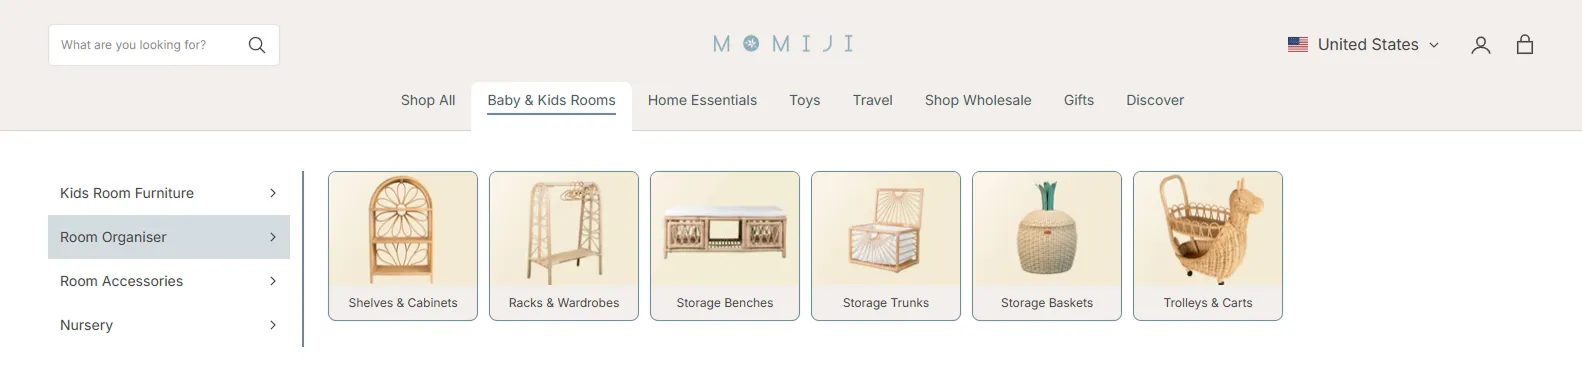 What are you looking for?
MOMIJI
United States
Shop All
Baby & Kids Rooms
Home Essentials
Toys
Travel
Shop Wholesale
Gifts
Discover
Kids Room Furniture
Room Organiser
Room Accessories
Nursery
Shelves & Cabinets
Racks & Wardrobes
Storage Benches
Storage Trunks
Storage Baskets
Trolleys & Carts